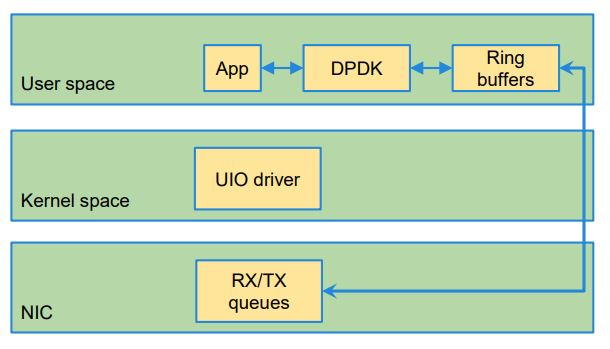 App
DPDK
Ring
buffers
User space
UIO driver
Kernel space
RX/TX
queues
NIC